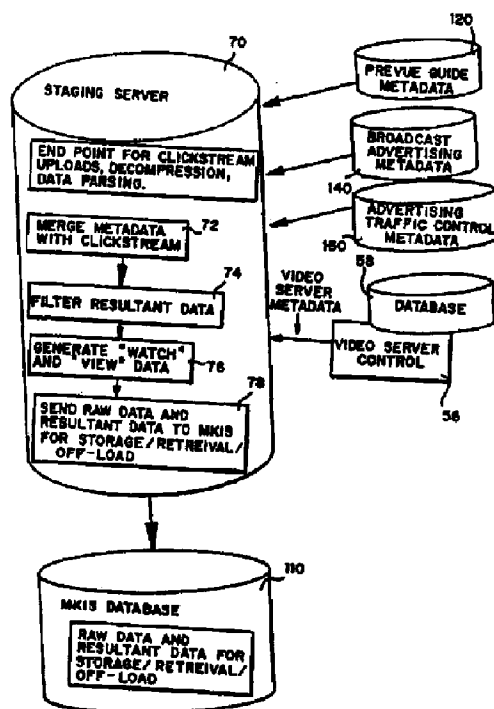 70
120
STAGING SERVER
PREVUE GUIDE
METADATA
END POINT FOR CLICKSTREAM
UPLOADS, DECOMPRESSION,
DATA PARSING.
BROADCAST
ADVERTISING
METADATA
140
72
MERGE METADATA
WITH CLICKSTREAM
ADVERTISING
TRAFFIC CONTROL
METADATA
150
74
FILTER RESULTANT DATA
VIDEO
SERVER
METADATA
58
DATABASE
VIDEO SERVER
CONTROL
56
GENERATE "WATCH"
AND "VIEW" DATA
76
78
SEND RAW DATA AND
RESULTANT DATA TO MKIS
FOR STORAGE/RETREIVAL/
OFF-LOAD
110
MKIS DATABASE
RAW DATA AND
RESULTANT DATA FOR
STORAGE/RETREIVAL/
OFF-LOAD